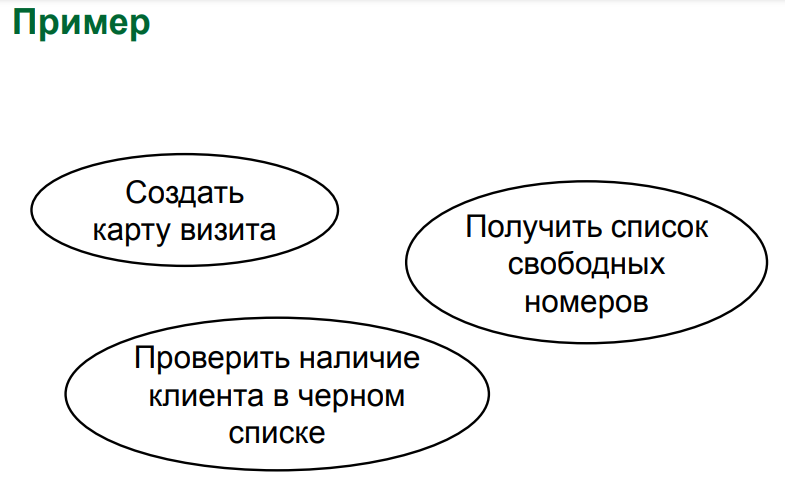 Пример
Создать
карту визита
Получить список
свободных
номеров
Проверить наличие
клиента в черном
списке